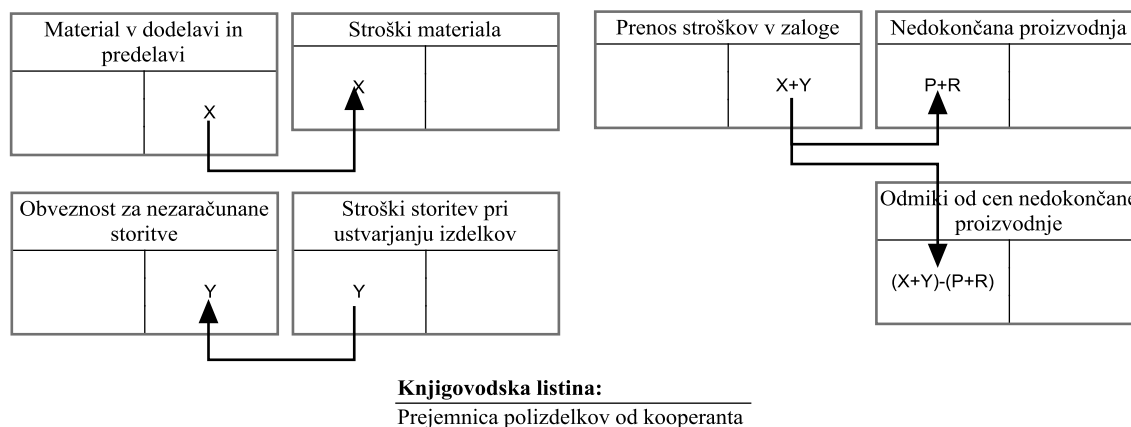 Material v dodelavi in
predelavi
X
Stroški materiala
X
Prenos stroškov v zaloge
X+Y
Nedokončana proizvodnja
P+R
Obveznost za nezaračunane
storitve
Y
Stroški storitev pri
ustvarjanju izdelkov
Y
Odmiki od cen nedokončane
proizvodnje
(X+Y)-(P+R)
Knjigovodska listina:
Prejemnica polizdelkov od kooperanta